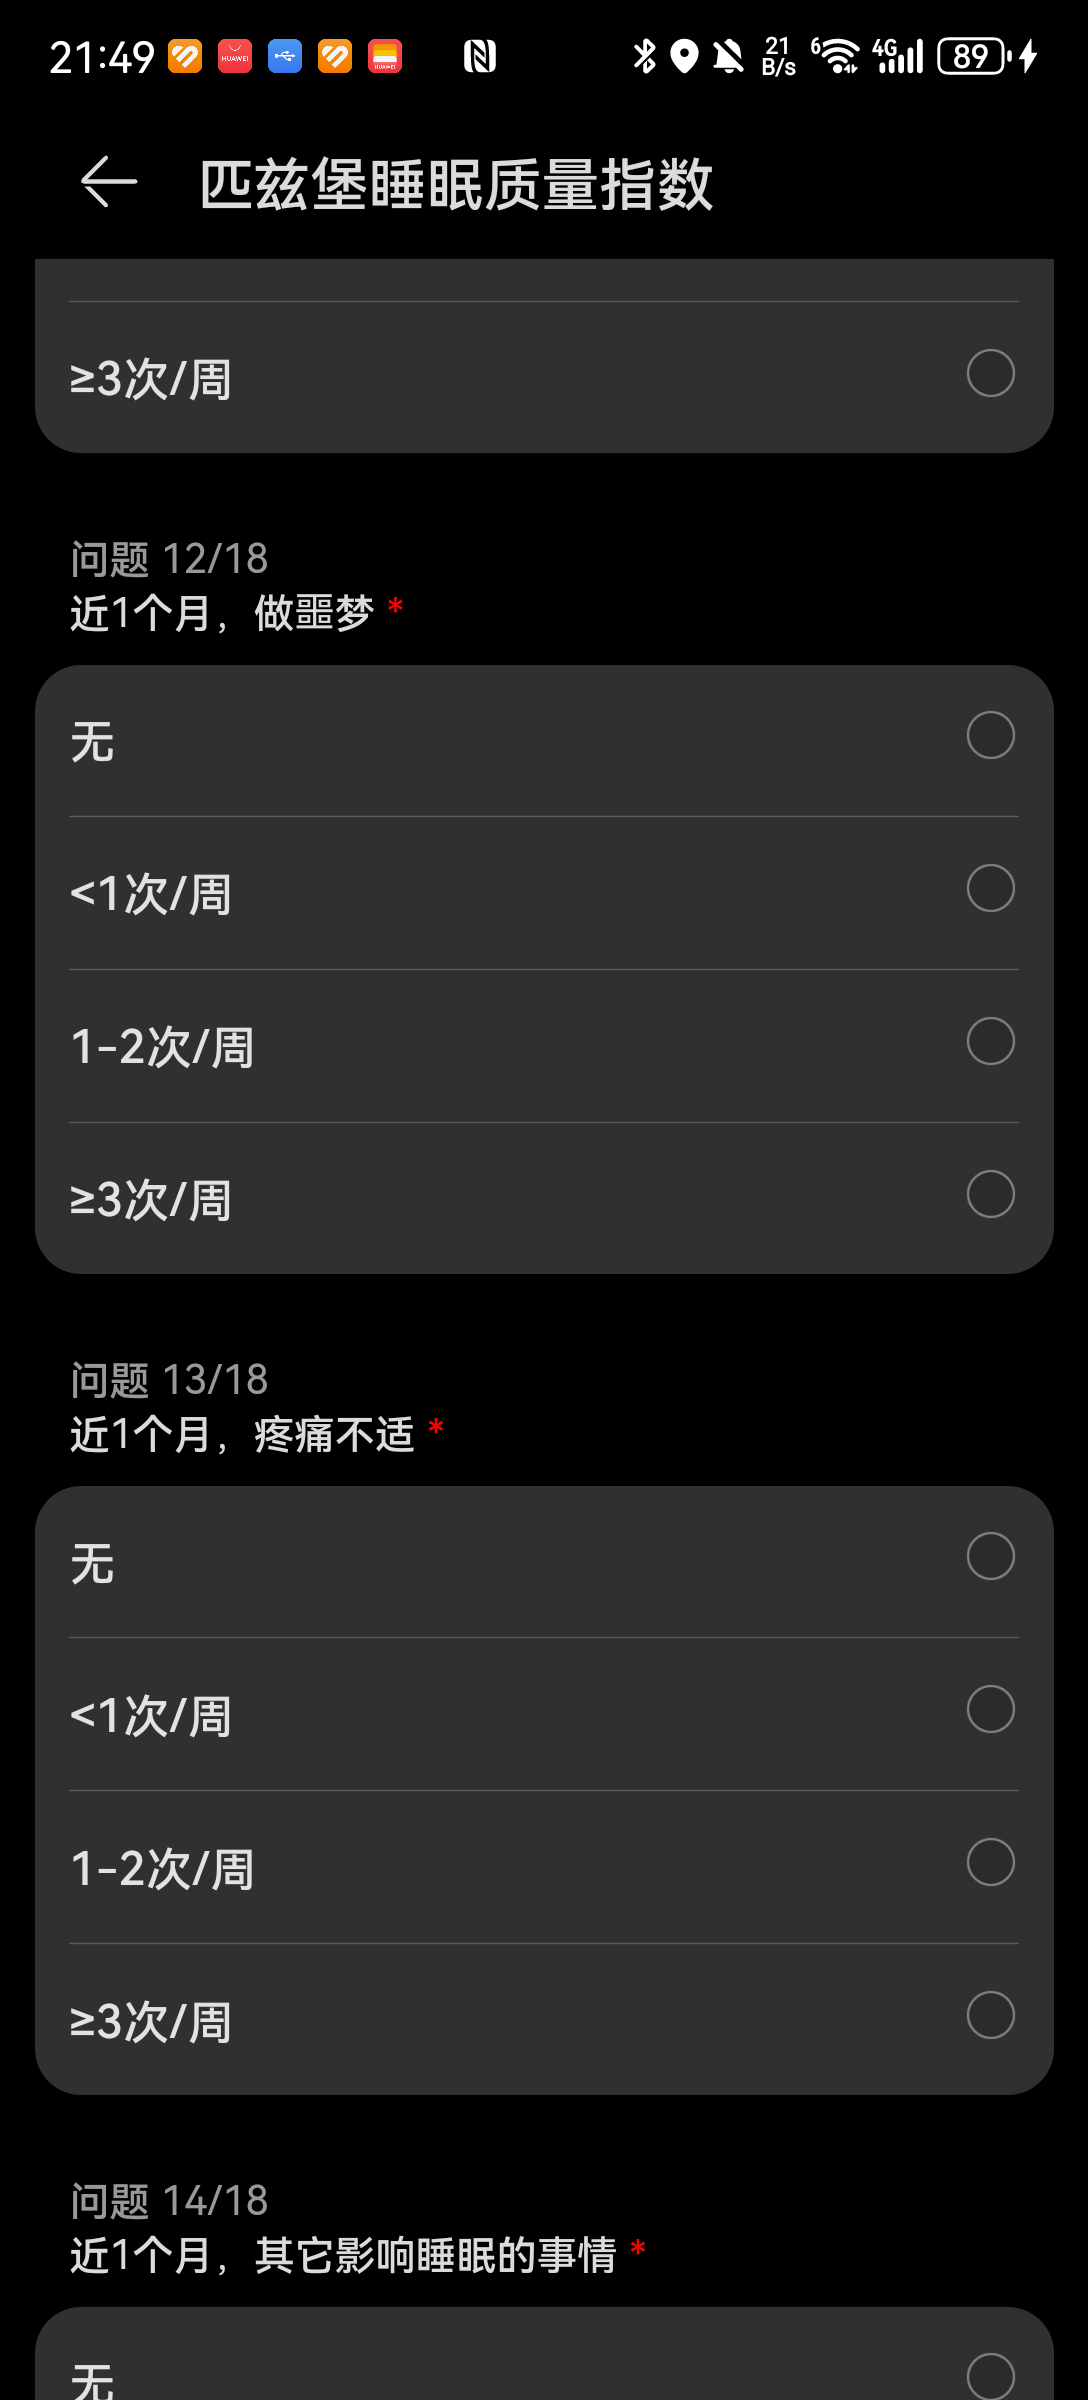 21:49 HUAWEI HUAWEI 21 B/s 6 4G 89
匹兹堡睡眠质量指数
≥3次/周
问题 12/18
近1个月，做噩梦 *
无
<1次/周
1-2次/周
≥3次/周
问题 13/18
近1个月，疼痛不适 *
无
<1次/周
1-2次/周
≥3次/周
问题 14/18
近1个月，其它影响睡眠的事情 *
无